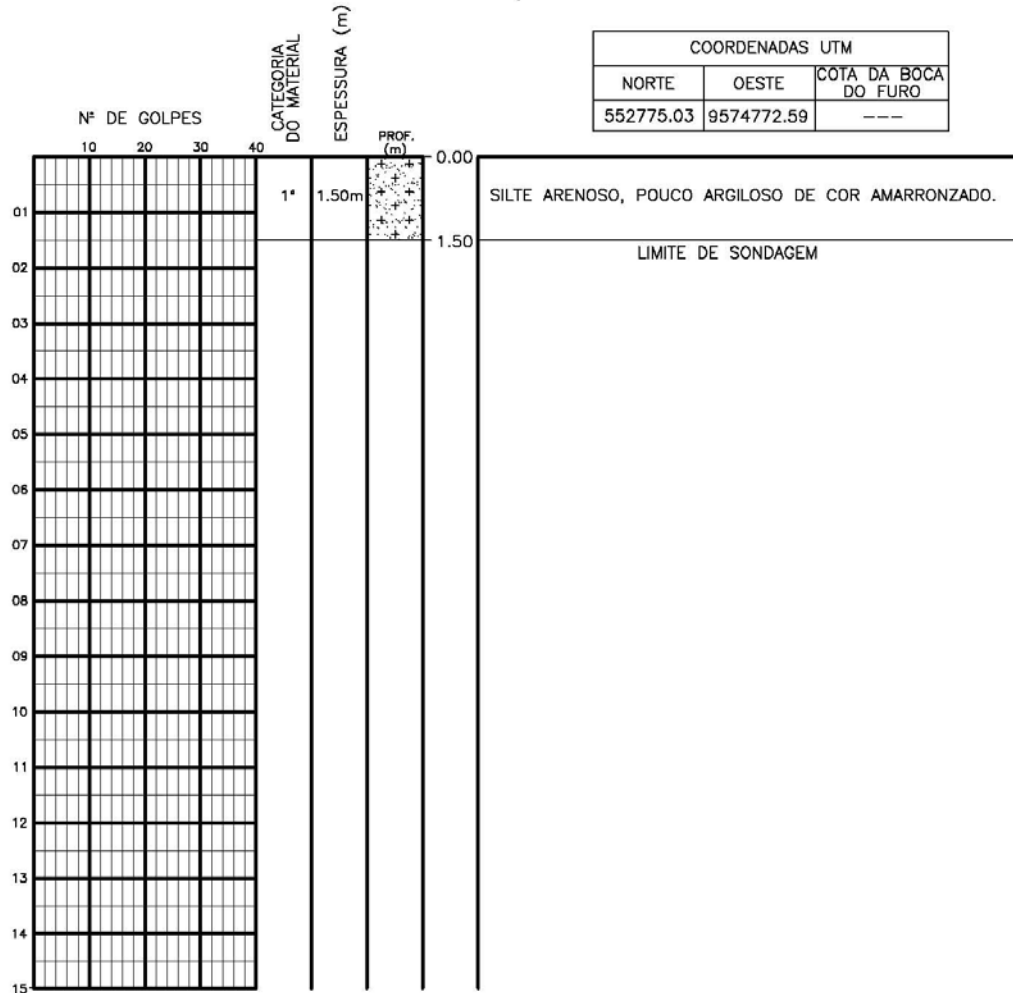 COORDENADAS UTM
NORTE OESTE COTA DA BOCA DO FURO
552775.03 9574772.59 ---
Nº DE GOLPES
CATEGORIA DO MATERIAL
ESPESSURA (m)
PROF. (m)
10 20 30 40
0.00
1ª 1.50m
SILTE ARENOSO, POUCO ARGILOSO DE COR AMARRONZADO.
01
1.50
LIMITE DE SONDAGEM
02
03
04
05
06
07
08
09
10
11
12
13
14
15